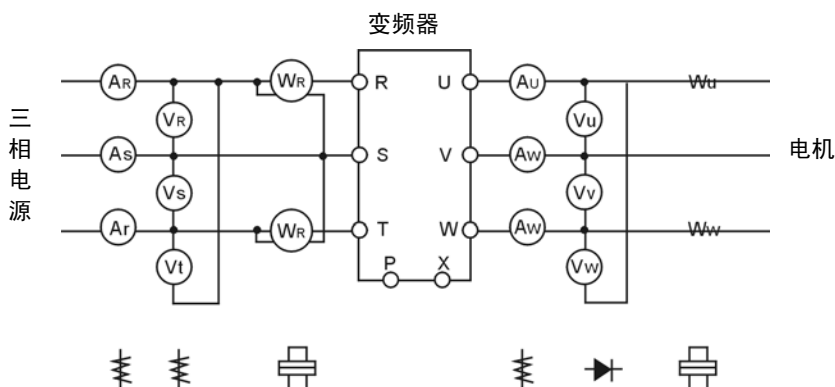 变频器
AR WR R U AU Wu
VR Vu
三相电源
As S V Aw 电机
Vs Vv
Ar WR T W Aw Ww
P X
Vt Vw